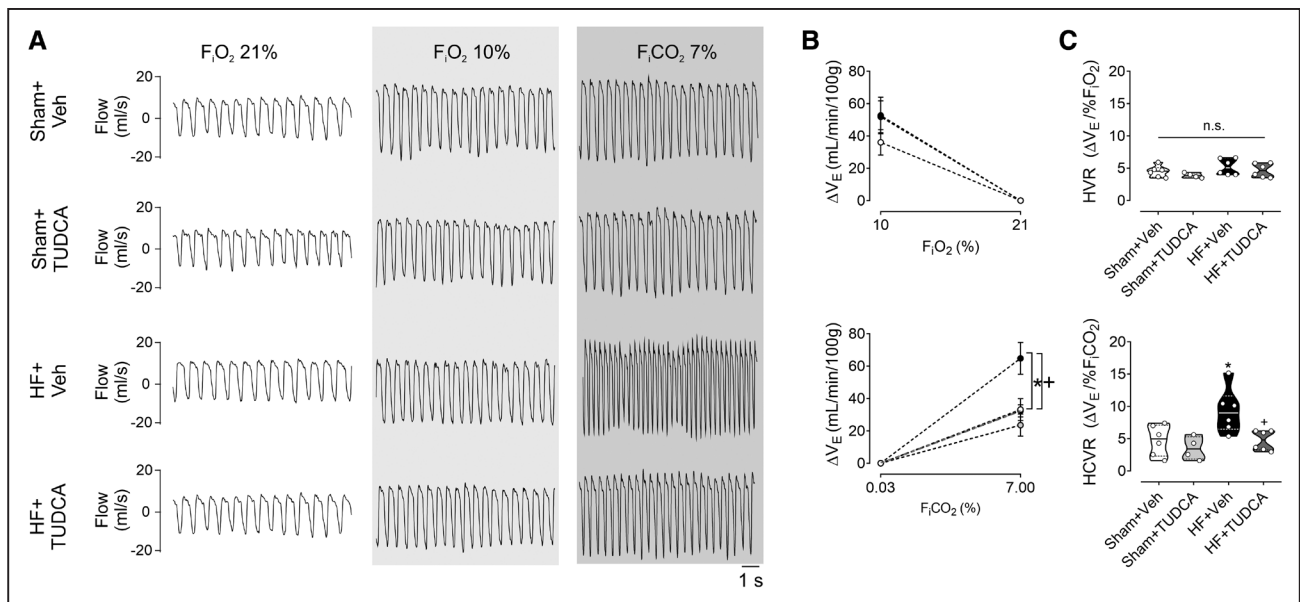 A
FiO2 21%
FiO2 10%
FiCO2 7%
Sham+
Veh
Flow
(ml/s)
20
0
-20
Sham+
TUDCA
Flow
(ml/s)
20
0
-20
HF+
Veh
Flow
(ml/s)
20
0
-20
HF+
TUDCA
Flow
(ml/s)
20
0
-20
1 s
B
ΔVE (mL/min/100g)
80
60
40
20
0
10
21
FiO2 (%)
ΔVE (mL/min/100g)
80
60
40
20
0
*+
0.03
7.00
FiCO2 (%)
C
HVR (ΔVE/%FiO2)
20
15
10
5
0
n.s.
Sham+Veh
Sham+TUDCA
HF+Veh
HF+TUDCA
HCVR (ΔVE/%FiCO2)
20
15
10
5
0
*
+
Sham+Veh
Sham+TUDCA
HF+Veh
HF+TUDCA